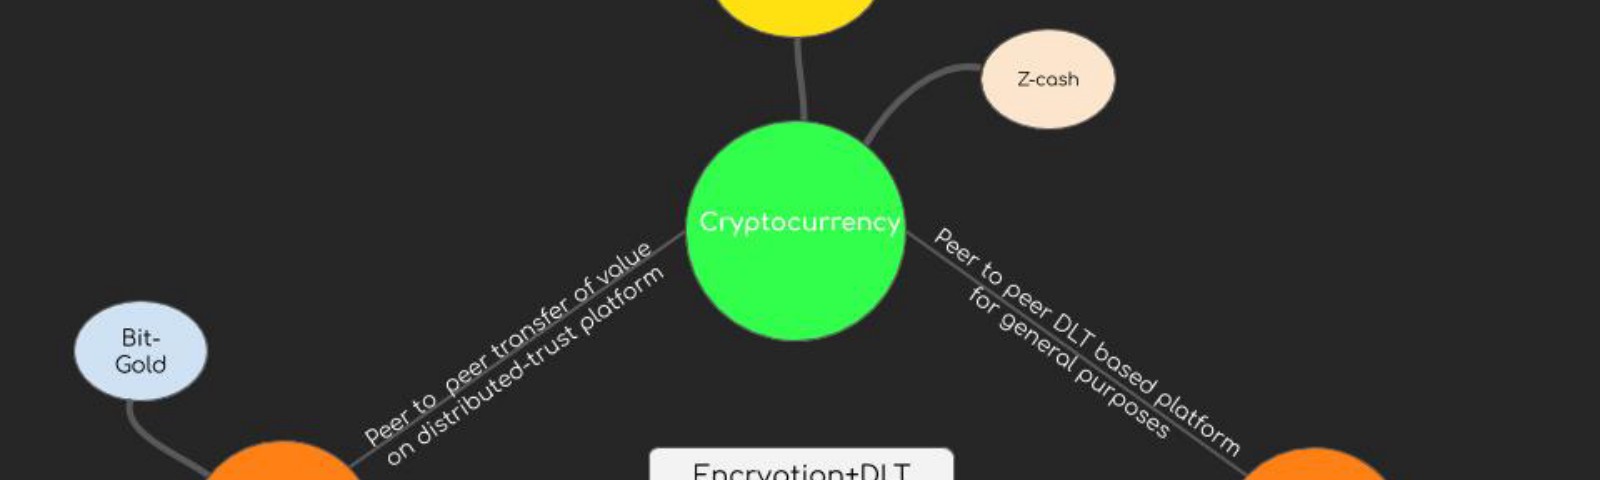 Z-cash
Cryptocurrency
Peer to peer transfer of value
on distributed-trust platform
Peer to peer DLT based platform
for general purposes
Bit-
Gold
Encryption+DLT